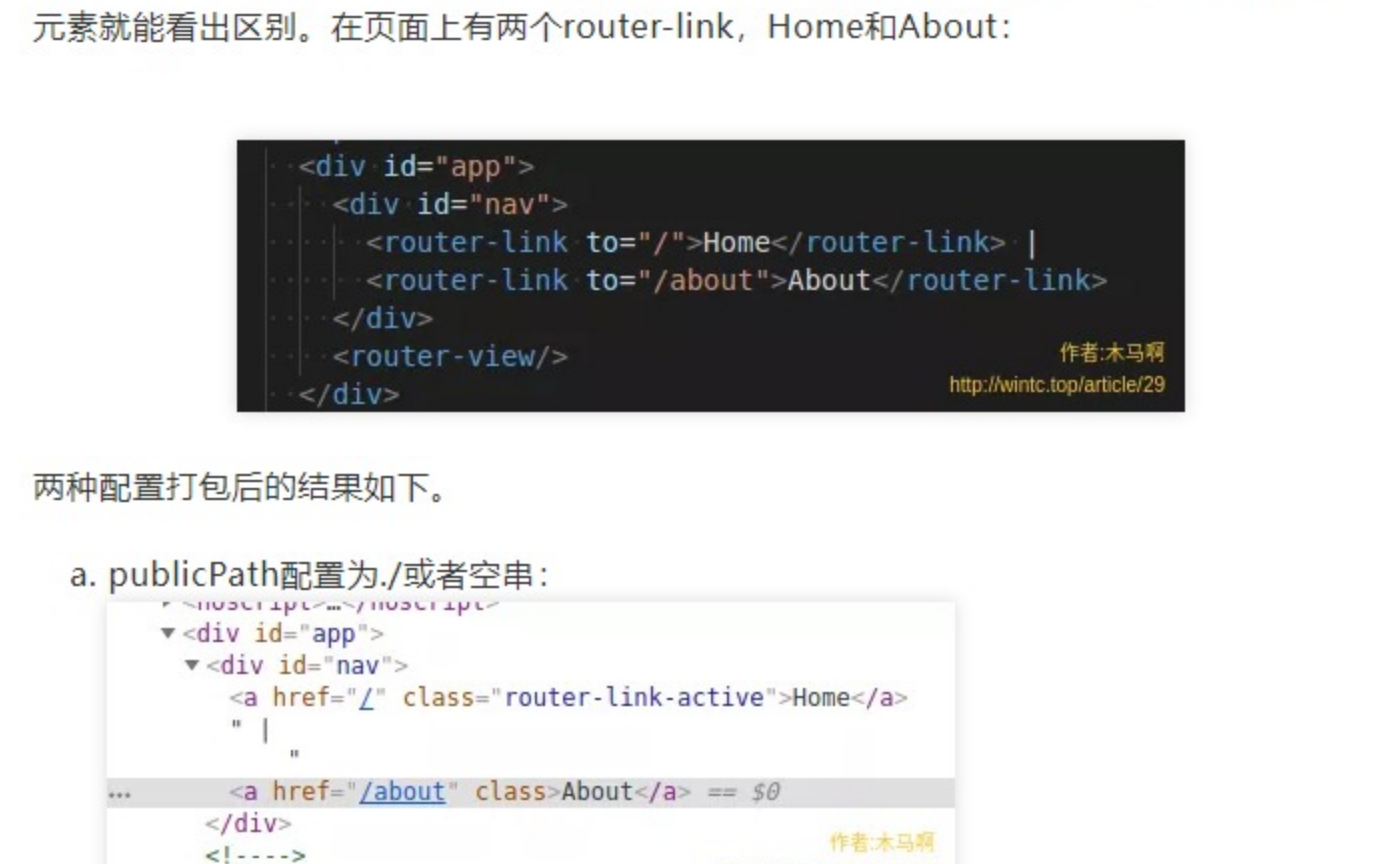 元素就能看出区别。在页面上有两个router-link，Home和About：
<div id="app">
<div id="nav">
<router-link to="/">Home</router-link> |
<router-link to="/about">About</router-link>
</div>
<router-view/>
</div>
作者:木马啊
http://wintc.top/article/29
两种配置打包后的结果如下。
a. publicPath配置为./或者空串：
<noscript>…</noscript>
▼<div id="app">
▼<div id="nav">
<a href="/" class="router-link-active">Home</a>
" |
"
... <a href="/about" class>About</a> == $0
</div>
作者:木马啊
<!---->